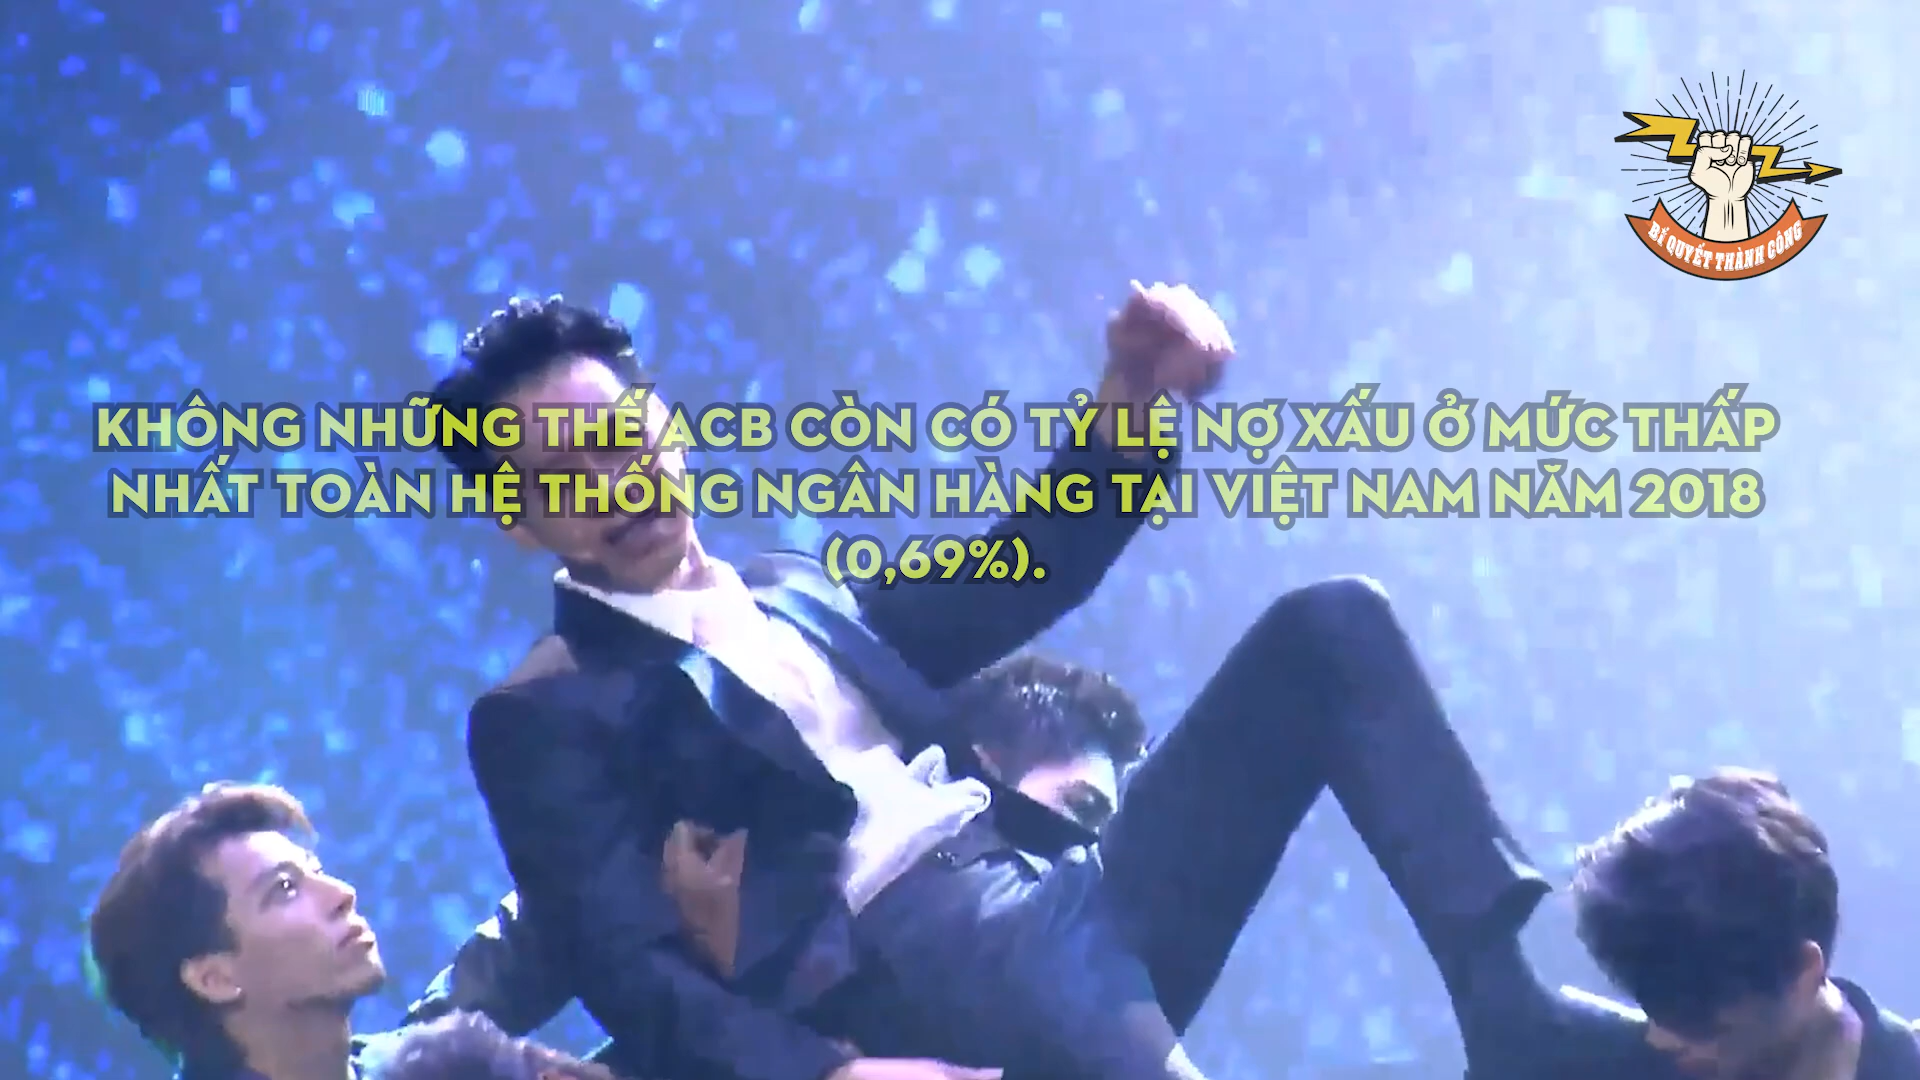 BÍ QUYẾT THÀNH CÔNG
KHÔNG NHỮNG THẾ ACB CÒN CÓ TỶ LỆ NỢ XẤU Ở MỨC THẤP
NHẤT TOÀN HỆ THỐNG NGÂN HÀNG TẠI VIỆT NAM NĂM 2018
(0,69%).